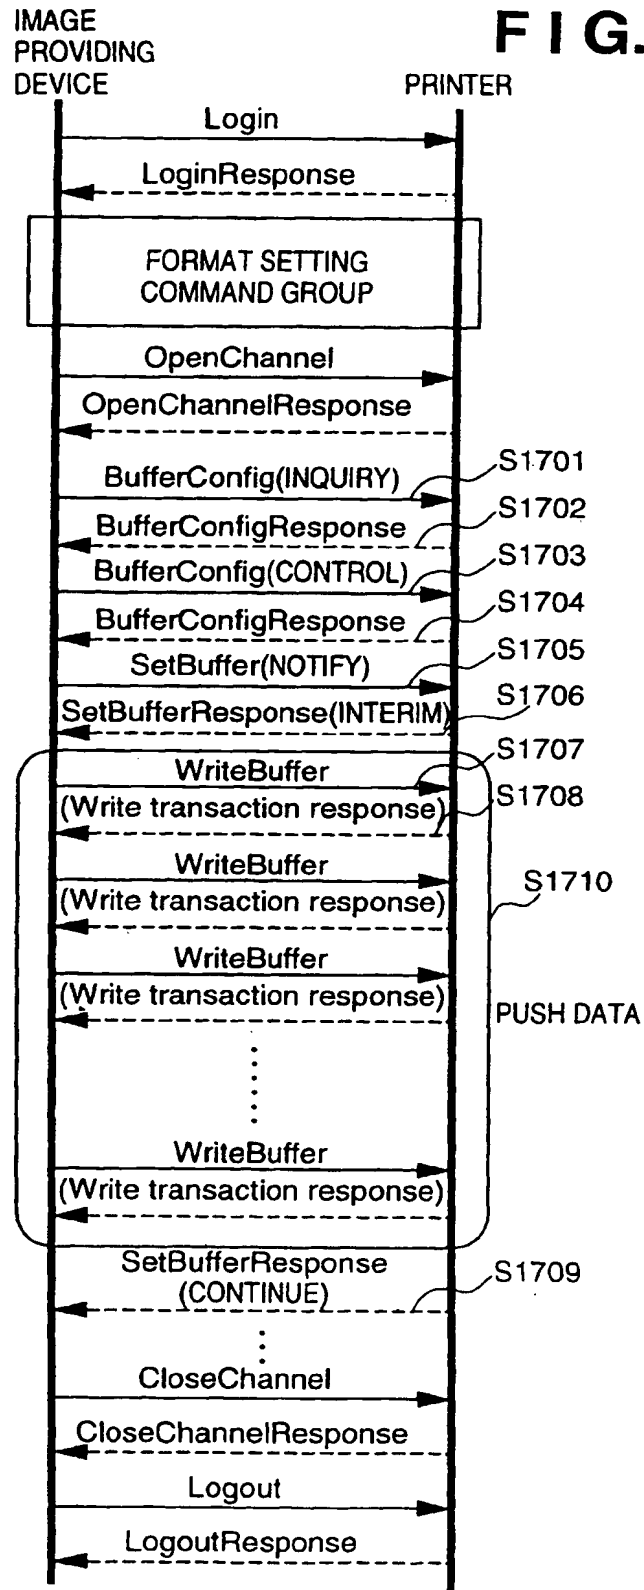 IMAGE
PROVIDING
DEVICE
FIG.
PRINTER
Login
LoginResponse
FORMAT SETTING
COMMAND GROUP
OpenChannel
OpenChannelResponse
BufferConfig(INQUIRY)
S1701
BufferConfigResponse
S1702
BufferConfig(CONTROL)
S1703
BufferConfigResponse
S1704
SetBuffer(NOTIFY)
S1705
SetBufferResponse(INTERIM)
S1706
WriteBuffer
S1707
(Write transaction response)
S1708
WriteBuffer
(Write transaction response)
S1710
WriteBuffer
(Write transaction response)
PUSH DATA
WriteBuffer
(Write transaction response)
SetBufferResponse
(CONTINUE)
S1709
CloseChannel
CloseChannelResponse
Logout
LogoutResponse